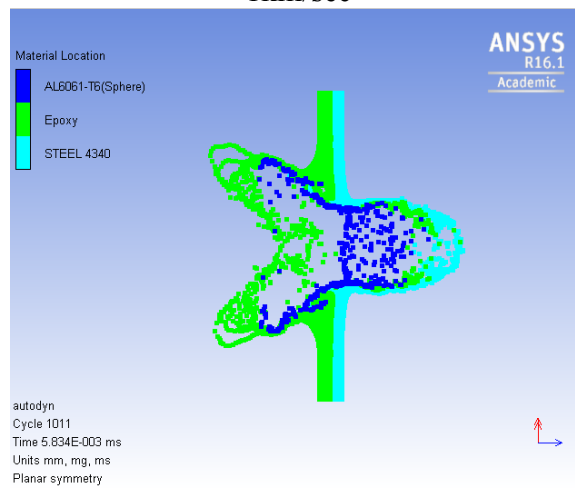 Material Location
AL6061-T6(Sphere)
Epoxy
STEEL 4340
ANSYS
R16.1
Academic
autodyn
Cycle 1011
Time 5.834E-003 ms
Units mm, mg, ms
Planar symmetry